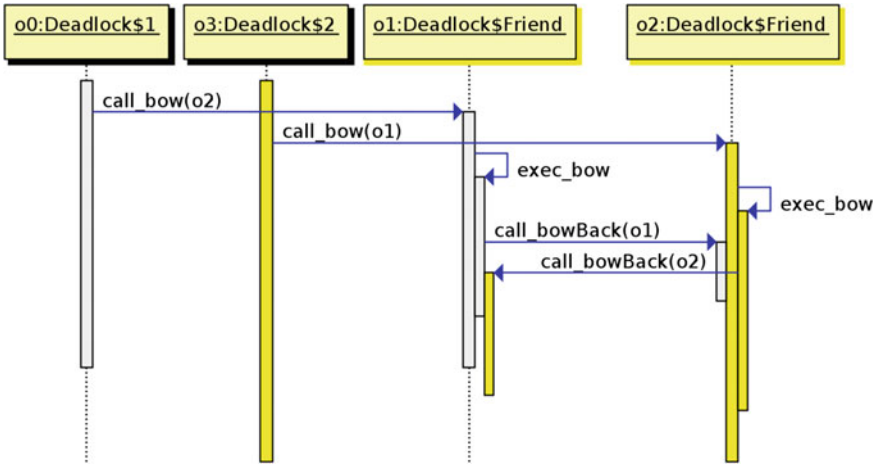 o0:Deadlock$1
o3:Deadlock$2
o1:Deadlock$Friend
o2:Deadlock$Friend
call_bow(o2)
call_bow(o1)
exec_bow
exec_bow
call_bowBack(o1)
call_bowBack(o2)